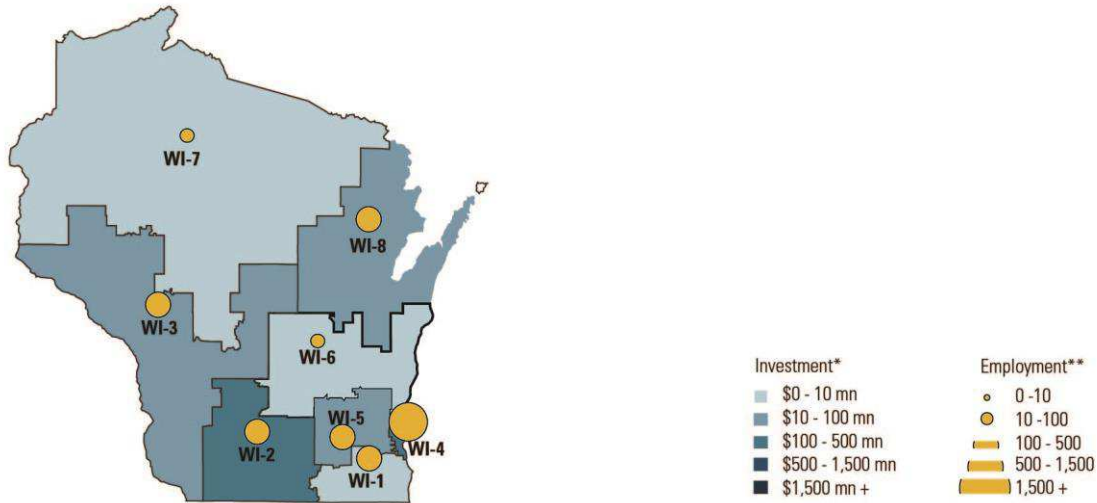 WI-7
WI-8
WI-3
WI-6
WI-5
WI-4
WI-2
WI-1
Investment*
$0 - 10 mn
$10 - 100 mn
$100 - 500 mn
$500 - 1,500 mn
$1,500 mn +
Employment**
0 -10
10 -100
100 - 500
500 - 1,500
1,500 +